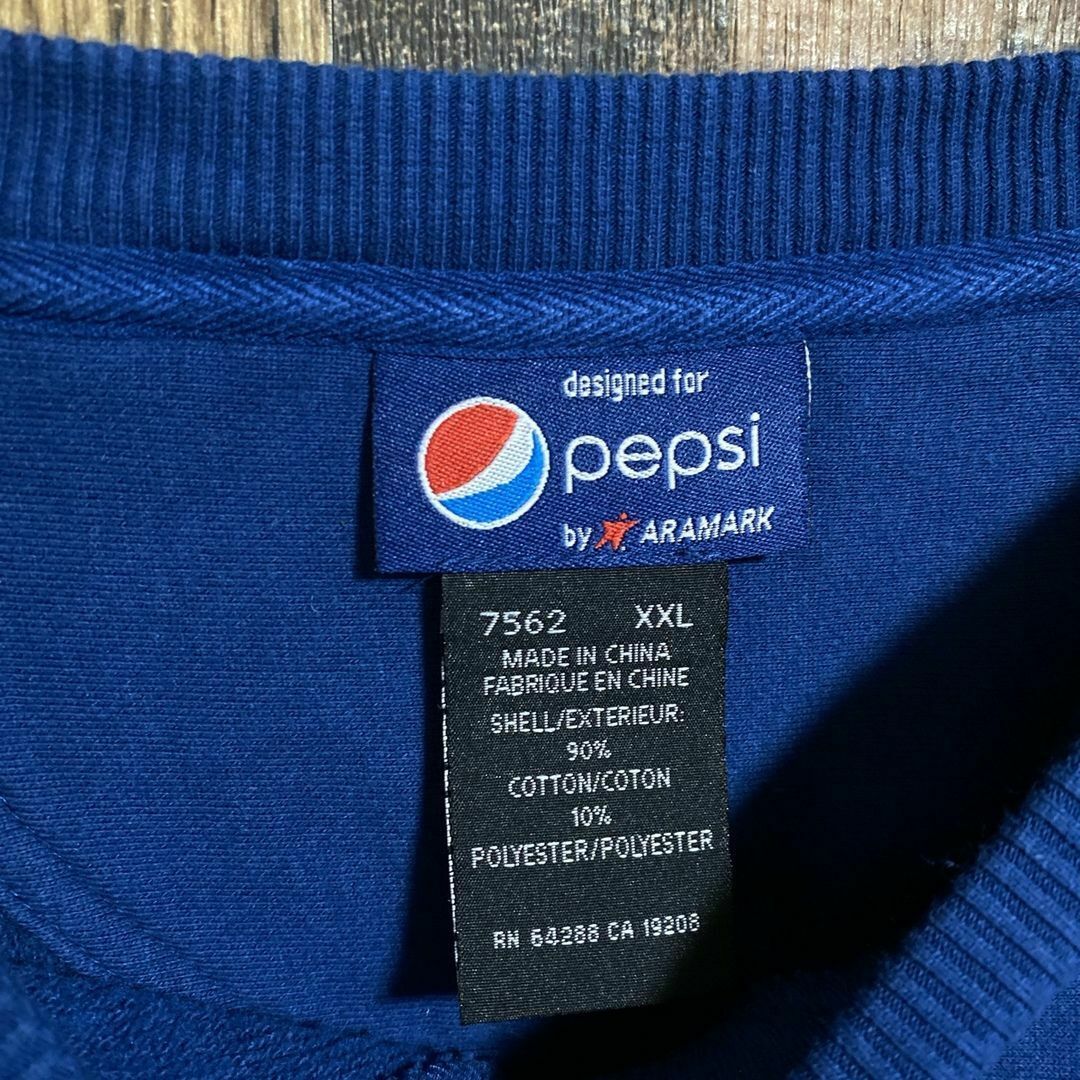 designed for
pepsi
by ARAMARK
7562 XXL
MADE IN CHINA
FABRIQUE EN CHINE
SHELL/EXTERIEUR:
90%
COTTON/COTON
10%
POLYESTER/POLYESTER
RN 64288 CA 19208